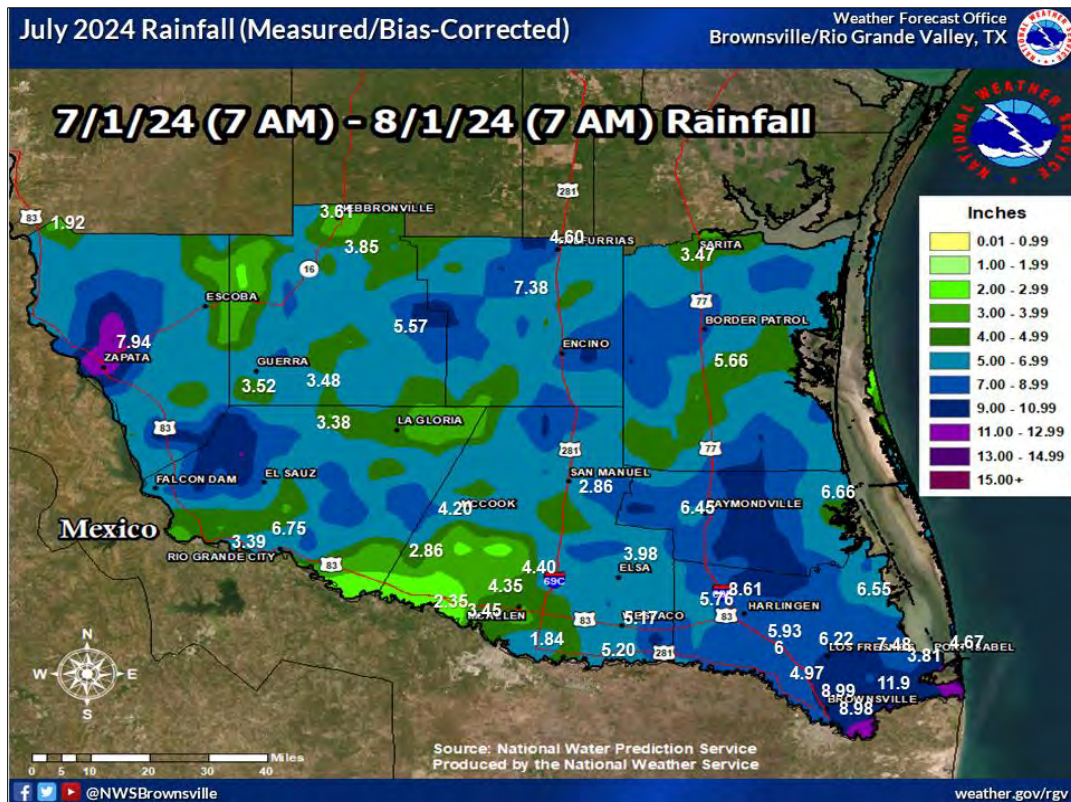 July 2024 Rainfall (Measured/Bias-Corrected)
Weather Forecast Office
Brownsville/Rio Grande Valley, TX
NATIONAL WEATHER SERVICE
7/1/24 (7 AM) - 8/1/24 (7 AM) Rainfall
NATIONAL WEATHER SERVICE
Inches
0.01 - 0.99
1.00 - 1.99
2.00 - 2.99
3.00 - 3.99
4.00 - 4.99
5.00 - 6.99
7.00 - 8.99
9.00 - 10.99
11.00 - 12.99
13.00 - 14.99
15.00+
281
83
1.92
3.61
3.85
4.60
SARITA
3.47
16
7.38
77
ESCOBA
5.57
BORDER PATROL
7.94
ZAPATA
ENCINO
GUERRA
5.66
3.52
3.48
3.38
LA GLORIA
83
281
77
FALCON DAM
EL SAUZ
SAN MANUEL
2.86
6.66
4.20
6.45
Mexico
6.75
3.39
RIO GRANDE CITY
83
2.86
3.98
4.40
ELSA
69C
4.35
6.55
8.61
5.76
2.35
3.45
HARLINGEN
83
5.17
83
5.93
1.84
6
6.22
7.48
4.67
LOS FRESNOS
3.81
5.20
281
4.97
8.99
11.9
BROWNSVILLE
8.98
N
W
E
S
0 5 10 20 30 40
Miles
Source: National Water Prediction Service
Produced by the National Weather Service
@NWSBrownsville
weather.gov/rgv